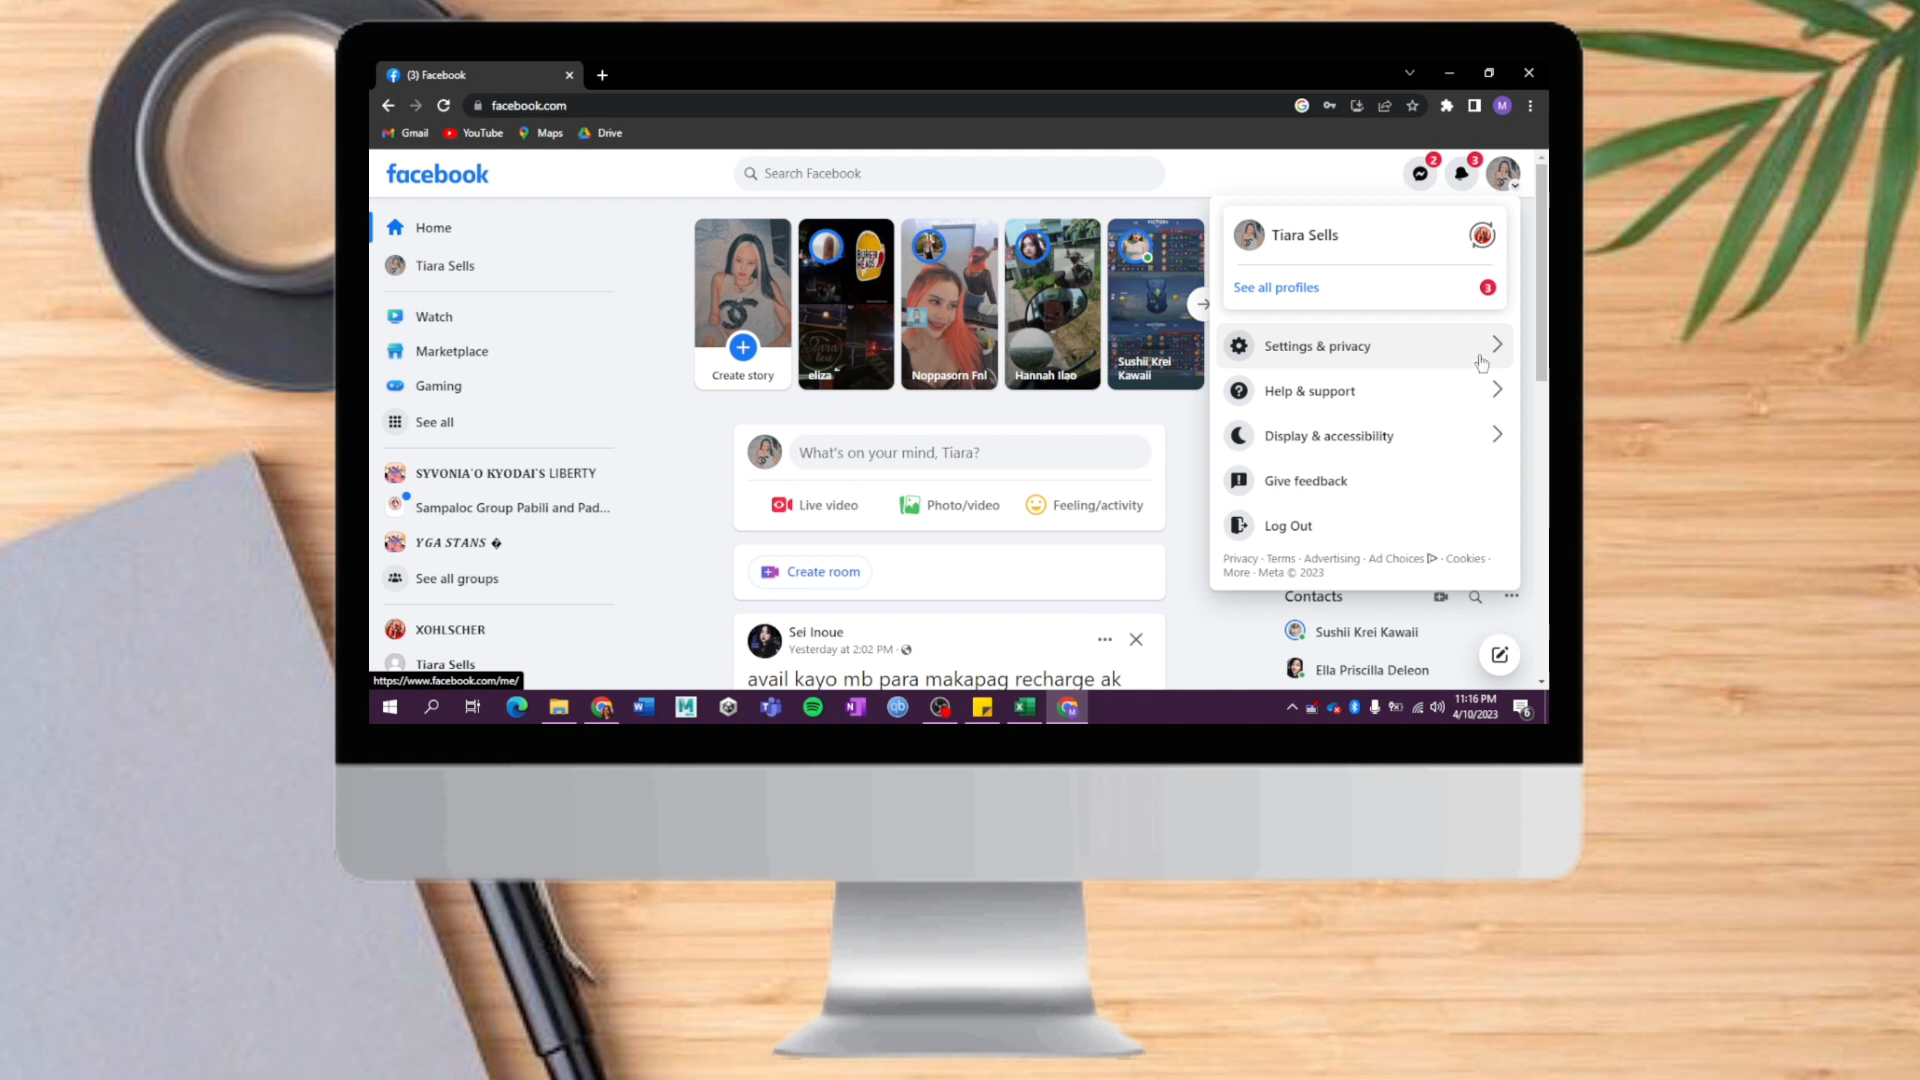 (3) Facebook
facebook.com
Gmail YouTube Maps Drive
facebook
Search Facebook
2
3
Home
Tiara Sells
Watch
Marketplace
Gaming
See all
SYVONIA'O KYODAI'S LIBERTY
Sampaloc Group Pabili and Pad...
YGA STANS �
See all groups
XOHLSCHER
Tiara Sells
https://www.facebook.com/me/
Create story
eliza
Noppasorn Fnl
Hannah Ilao
Sushii Krei
Kawaii
What's on your mind, Tiara?
Live video
Photo/video
Feeling/activity
Create room
Sei Inoue
Yesterday at 2:02 PM ·
avail kayo mb para makapag recharge ak
Tiara Sells
See all profiles
3
Settings & privacy
Help & support
Display & accessibility
Give feedback
Log Out
Privacy · Terms · Advertising · Ad Choices · Cookies ·
More · Meta © 2023
Contacts
Sushii Krei Kawaii
Ella Priscilla Deleon
11:16 PM
4/10/2023
6